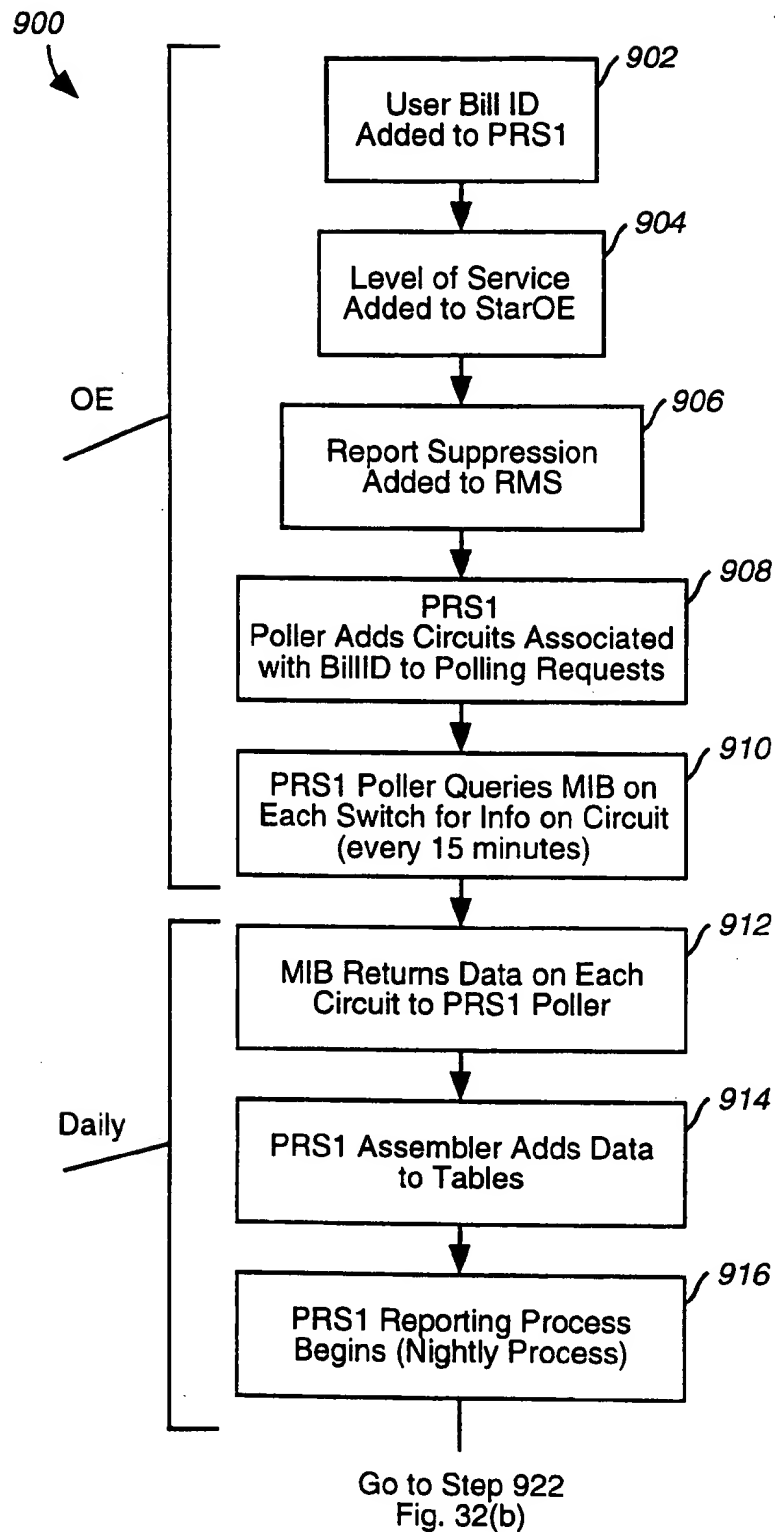 900
902
User Bill ID
Added to PRS1
904
Level of Service
Added to StarOE
OE
906
Report Suppression
Added to RMS
908
PRS1
Poller Adds Circuits Associated
with BillID to Polling Requests
910
PRS1 Poller Queries MIB on
Each Switch for Info on Circuit
(every 15 minutes)
912
MIB Returns Data on Each
Circuit to PRS1 Poller
Daily
914
PRS1 Assembler Adds Data
to Tables
916
PRS1 Reporting Process
Begins (Nightly Process)
Go to Step 922
Fig. 32(b)